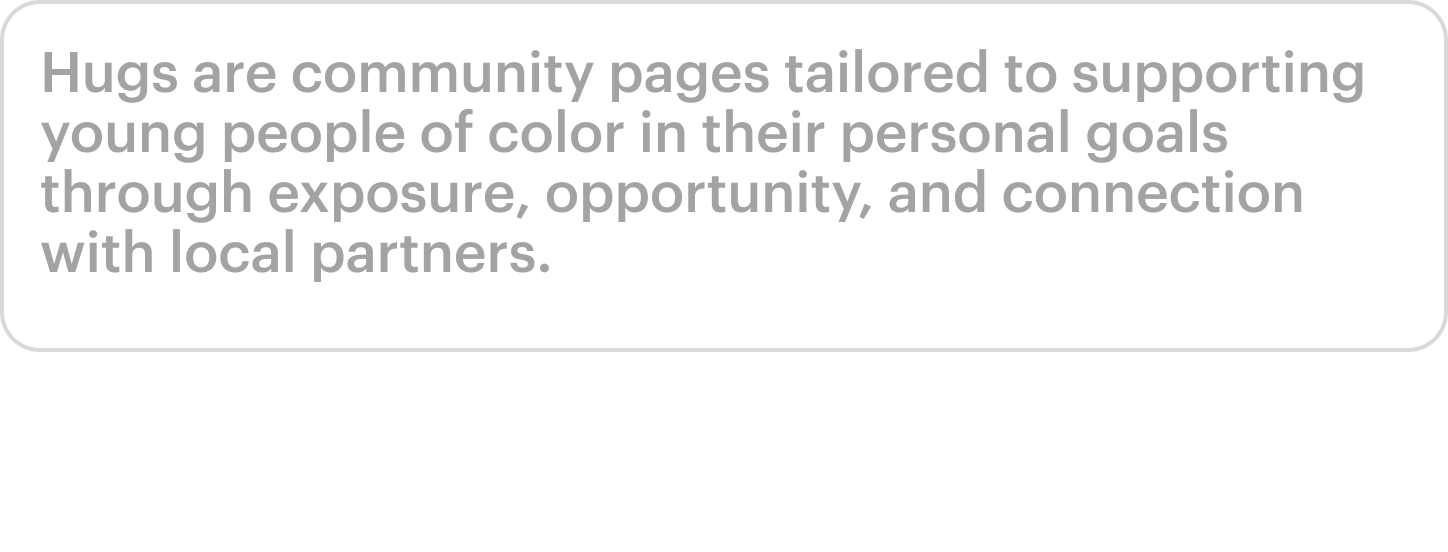 Hugs are community pages tailored to supporting
young people of color in their personal goals
through exposure, opportunity, and connection
with local partners.